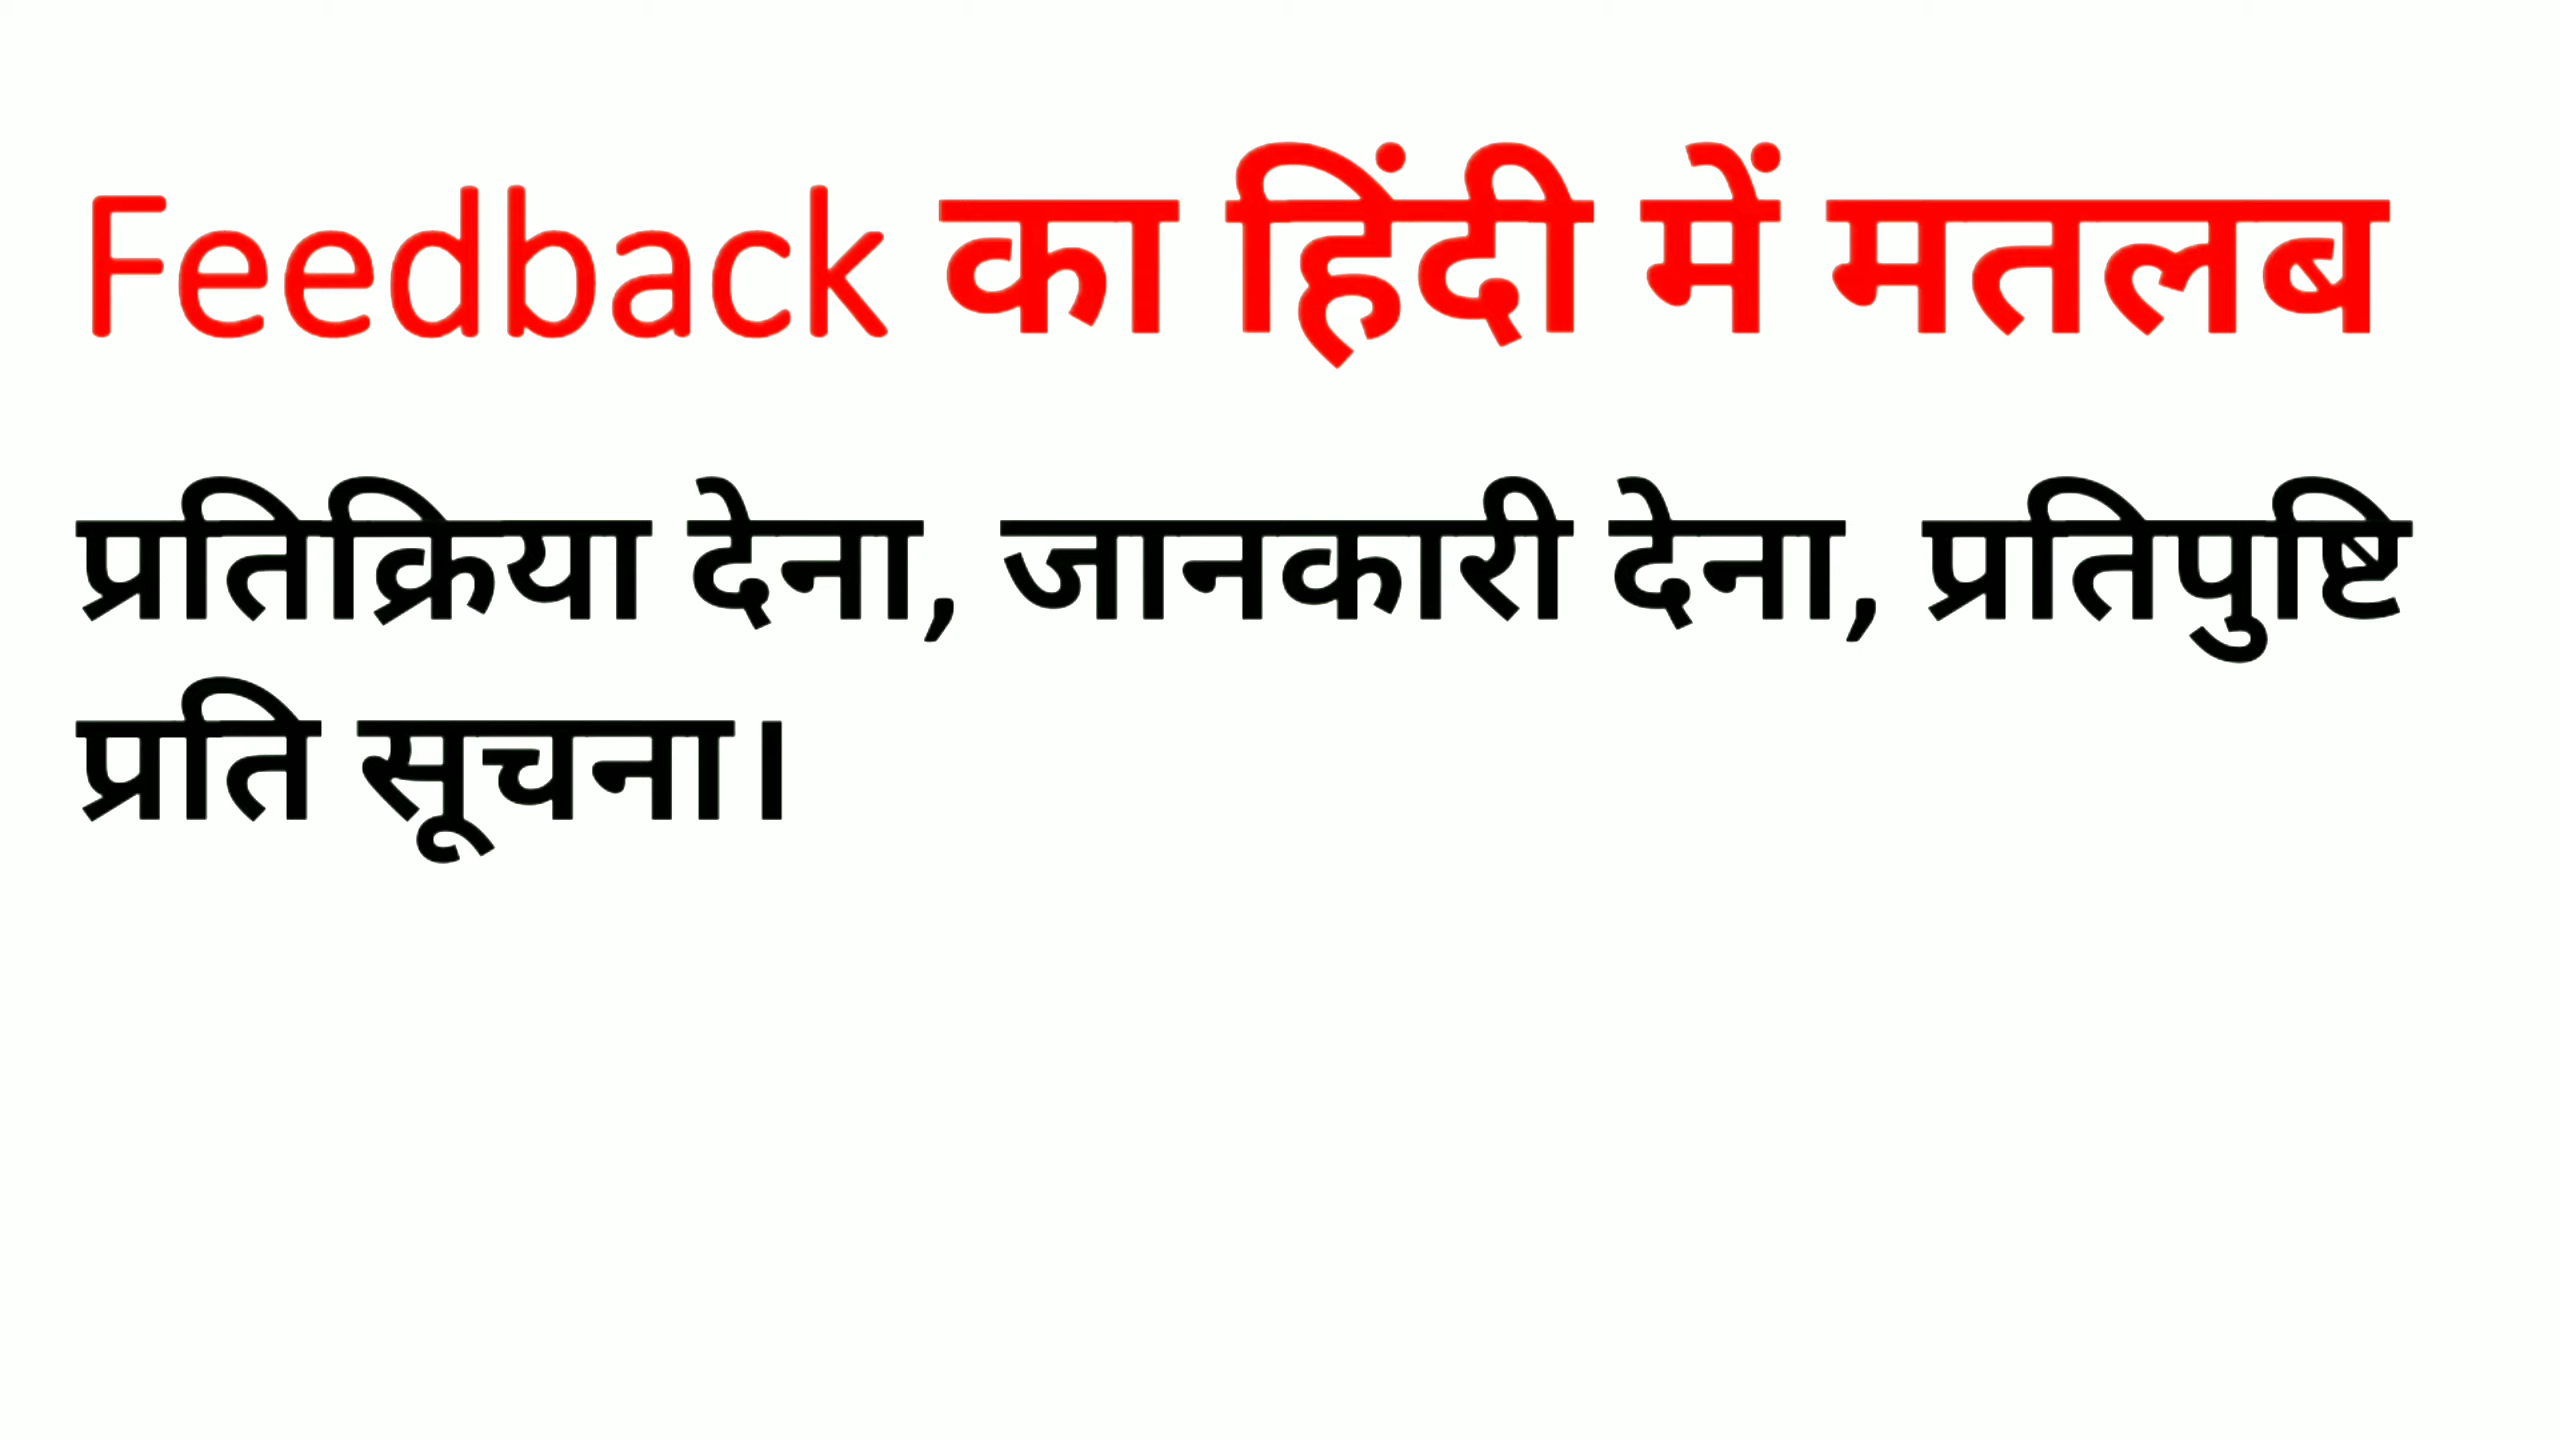 Feedback का हिंदी में मतलब
प्रतिक्रिया देना, जानकारी देना, प्रतिपुष्टि
प्रति सूचना।